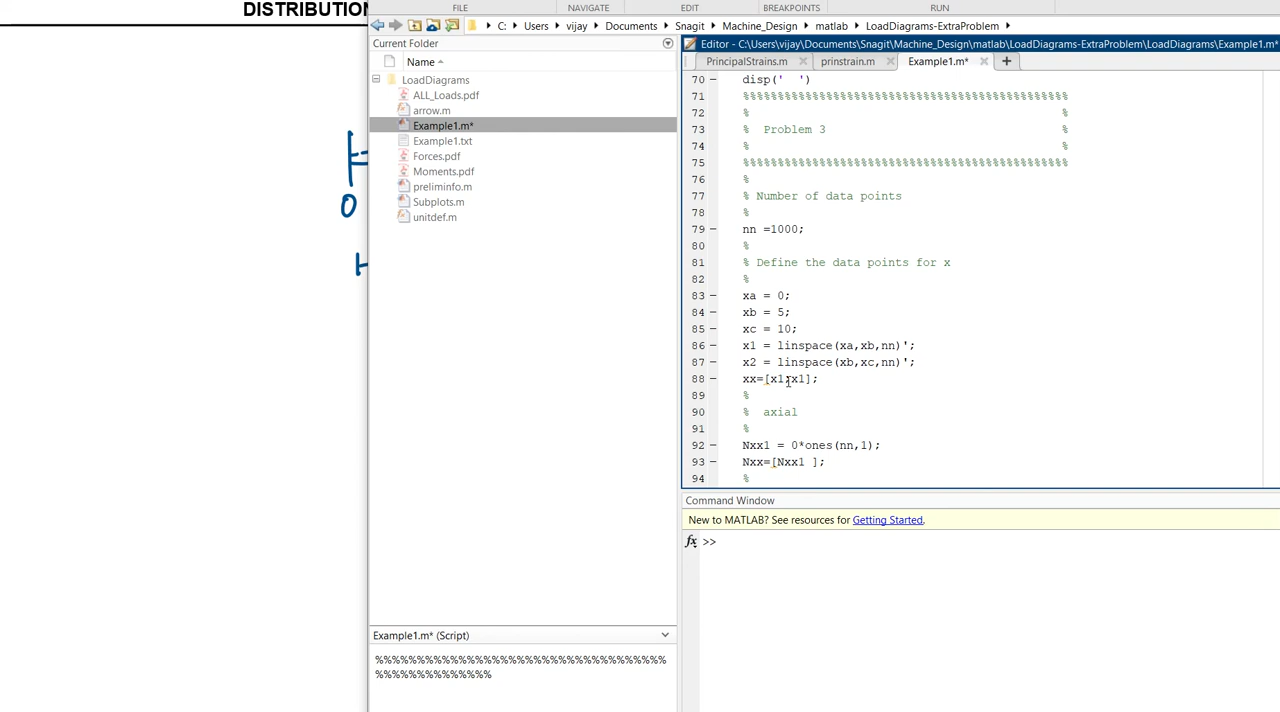 DISTRIBUTION
FILE
EDIT
NAVIGATE
BREAKPOINTS
RUN
C:
Users
vijay
Documents
Snagit
Machine_Design
matlab
LoadDiagrams-ExtraProblem
Current Folder
Name
LoadDiagrams
ALL_Loads.pdf
arrow.m
Example1.m*
Example1.txt
Forces.pdf
Moments.pdf
preliminfo.m
Subplots.m
unitdef.m
Example1.m* (Script)
%%%%%%%%%%%%%%%%%%%%%%%%%%%%%%%%%%%
%%%%%%%%%%%%%%
0
Editor - C:\Users\vijay\Documents\Snagit\Machine_Design\matlab\LoadDiagrams-ExtraProblem\LoadDiagrams\Example1.m*
PrincipalStrains.m
prinstrain.m
Example1.m*
70 – disp('  ')
71 %%%%%%%%%%%%%%%%%%%%%%%%%%%%%%%%%%%%%%%%%%%%%%%
72 % %
73 % Problem 3 %
74 % %
75 %%%%%%%%%%%%%%%%%%%%%%%%%%%%%%%%%%%%%%%%%%%%%%%
76 %
77 % Number of data points
78 %
79 – nn =1000;
80 %
81 % Define the data points for x
82 %
83 – xa = 0;
84 – xb = 5;
85 – xc = 10;
86 – x1 = linspace(xa,xb,nn)';
87 – x2 = linspace(xb,xc,nn)';
88 – xx=[x1;x1];
89 %
90 % axial
91 %
92 – Nxx1 = 0*ones(nn,1);
93 – Nxx=[Nxx1 ];
94 %
Command Window
New to MATLAB? See resources for Getting Started.
fx >>